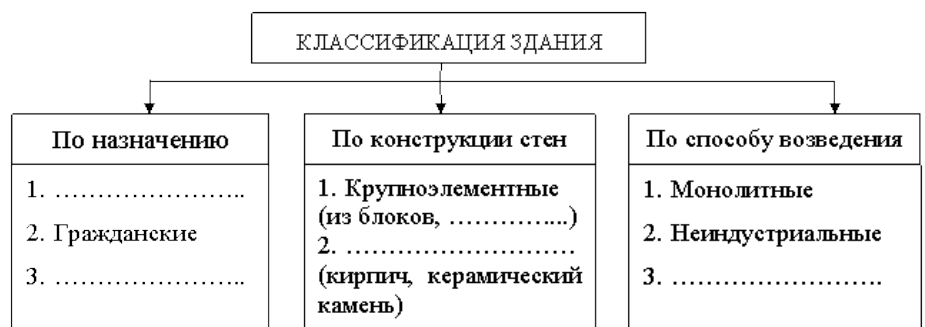 КЛАССИФИКАЦИЯ ЗДАНИЯ
По назначению
1. …………………..
2. Гражданские
3. …………………..
По конструкции стен
1. Крупноэлементные
(из блоков, …………....)
2. ………………………
(кирпич, керамический
камень)
По способу возведения
1. Монолитные
2. Неиндустриальные
3. …………………….